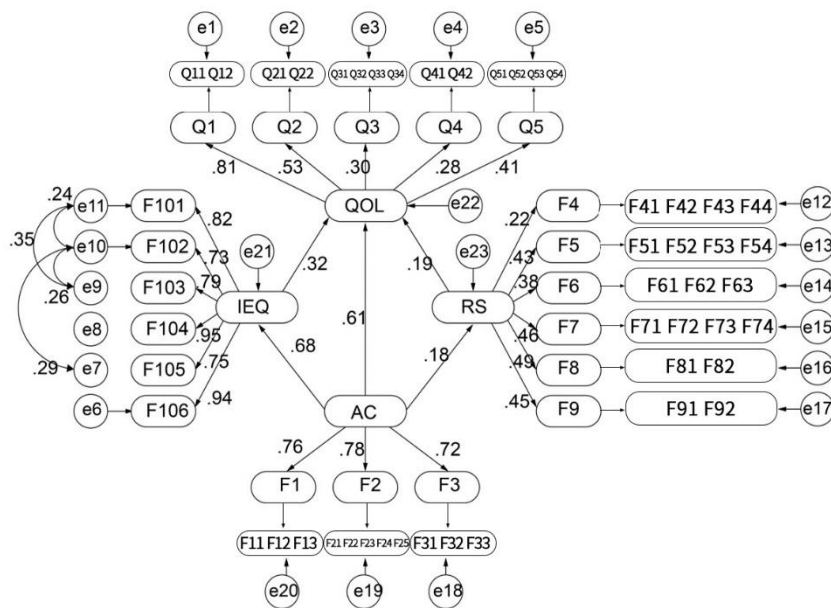 e1 e2 e3 e4 e5
Q11 Q12 Q21 Q22 Q31 Q32 Q33 Q34 Q41 Q42 Q51 Q52 Q53 Q54
Q1 Q2 Q3 Q4 Q5
.81 .53 .30 .28 .41
.24 e11 F101 QOL e22 F4 F41 F42 F43 F44 e12
.82 .22
.35 e10 F102 e21 e23 F5 F51 F52 F53 F54 e13
.73 .32 .19 .43
.26 e9 F103 F6 F61 F62 F63 e14
.79 IEQ RS .38
e8 F104 F7 F71 F72 F73 F74 e15
.95 .61 .46
.29 e7 F105 .68 .18 F8 F81 F82 e16
.75 .49
e6 F106 AC F9 F91 F92 e17
.94 .45
.76 .78 .72
F1 F2 F3
F11 F12 F13 F21 F22 F23 F24 F25 F31 F32 F33
e20 e19 e18